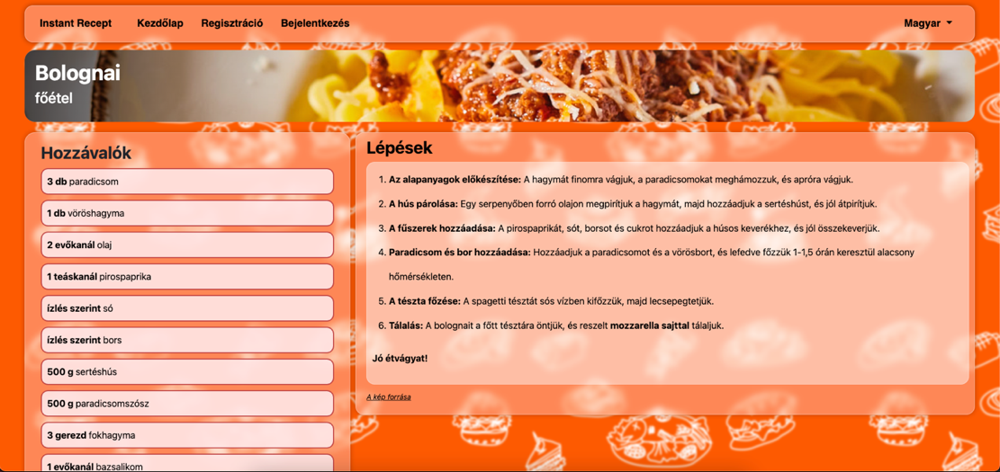 Instant Recept Kezdőlap Regisztráció Bejelentkezés Magyar
Bolognai
főétel
Hozzávalók
3 db paradicsom
1 db vöröshagyma
2 evőkanál olaj
1 teáskanál pirospaprika
ízlés szerint só
ízlés szerint bors
500 g sertéshús
500 g paradicsomszósz
3 gerezd fokhagyma
1 evőkanál bazsalikom
Lépések
1. Az alapanyagok előkészítése: A hagymát finomra vágjuk, a paradicsomokat meghámozzuk, és apróra vágjuk.
2. A hús párolása: Egy serpenyőben forró olajon megpirítjuk a hagymát, majd hozzáadjuk a sertéshúst, és jól átpirítjuk.
3. A fűszerek hozzáadása: A pirospaprikát, sót, borsot és cukrot hozzáadjuk a húsos keverékhez, és jól összekeverjük.
4. Paradicsom és bor hozzáadása: Hozzáadjuk a paradicsomot és a vörösbort, és lefedve főzzük 1-1,5 órán keresztül alacsony
hőmérsékleten.
5. A tészta főzése: A spagetti tésztát sós vízben kifőzzük, majd lecsepegtetjük.
6. Tálalás: A bolognait a főtt tésztára öntjük, és reszelt mozzarella sajttal tálaljuk.
Jó étvágyat!
A kép forrása